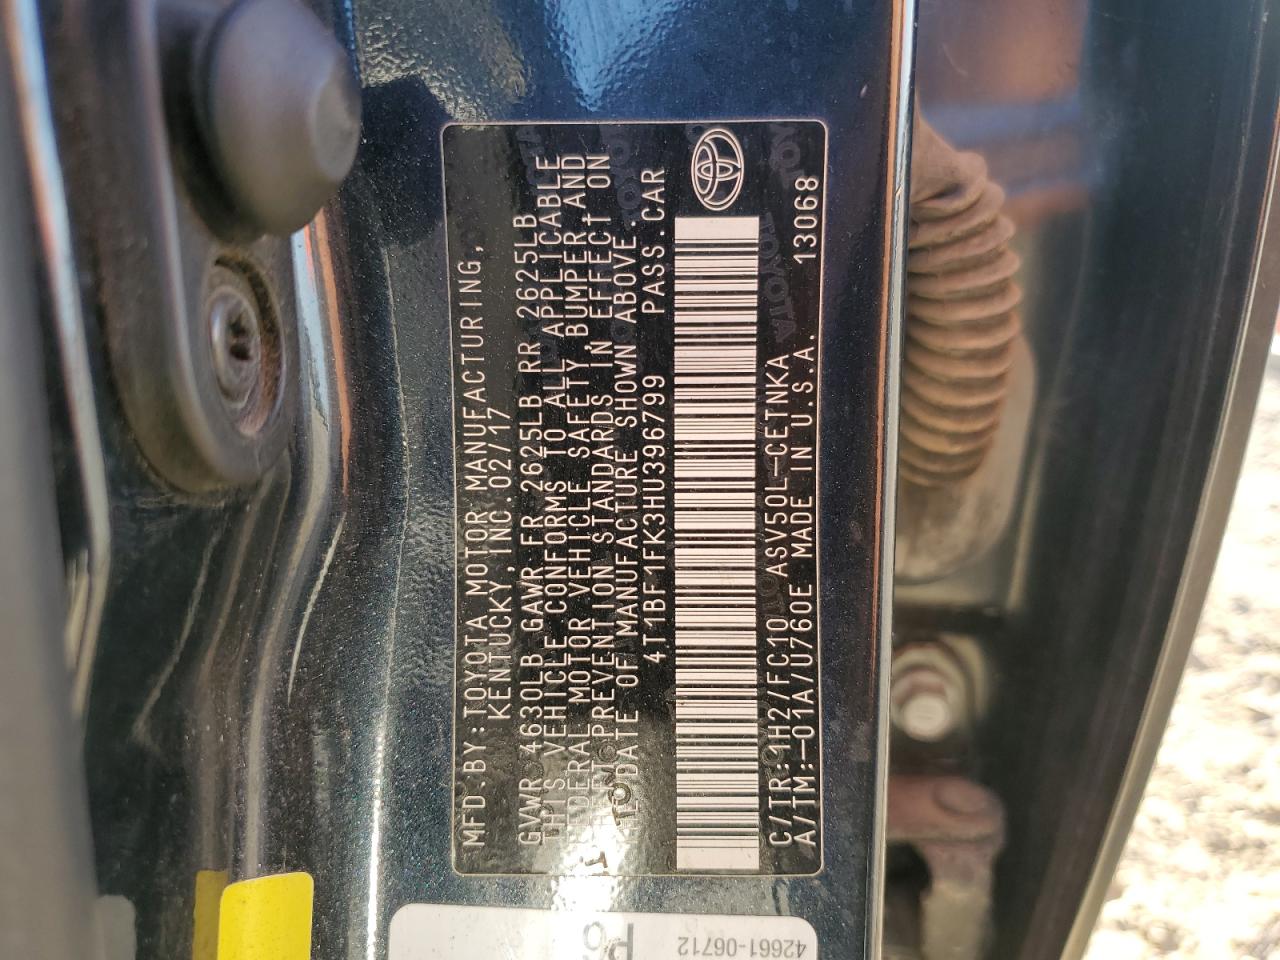 MFD.BY:TOYOTA MOTOR MANUFACTURING,
KENTUCKY,INC.02/17
GVWR 4630LB GAWR FR 2625LB RR 2625LB
THIS VEHICLE CONFORMS TO ALL APPLICABLE
FEDERAL MOTOR VEHICLE SAFETY,BUMPER,AND
THEFT PREVENTION STANDARDS IN EFFECT ON
THE DATE OF MANUFACTURE SHOWN ABOVE.
4T1BF1FK3HU396799 PASS.CAR
C/TR:1H2/FC10 ASV50L-CETNKA
A/TM:-01A/U760E MADE IN U.S.A. 13068
TOYOTA
42661-06712